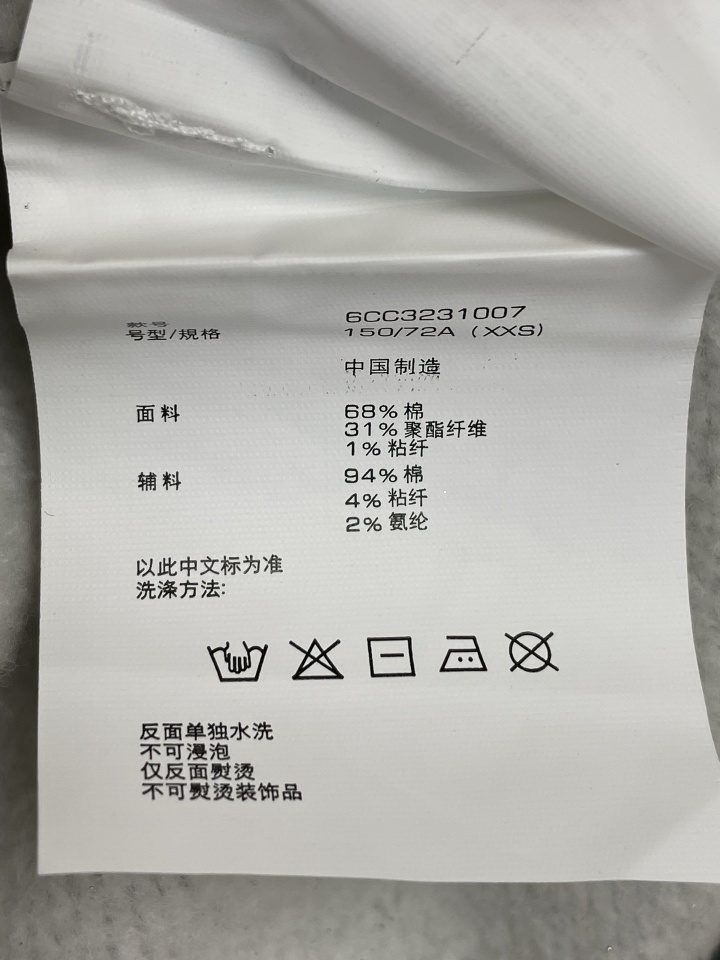 款号 6CC3231007
号型/规格 150/72A (XXS)
中国制造
面料 68% 棉
31% 聚酯纤维
1% 粘纤
辅料 94% 棉
4% 粘纤
2% 氨纶
以此中文标为准
洗涤方法:
反面单独水洗
不可浸泡
仅反面熨烫
不可熨烫装饰品